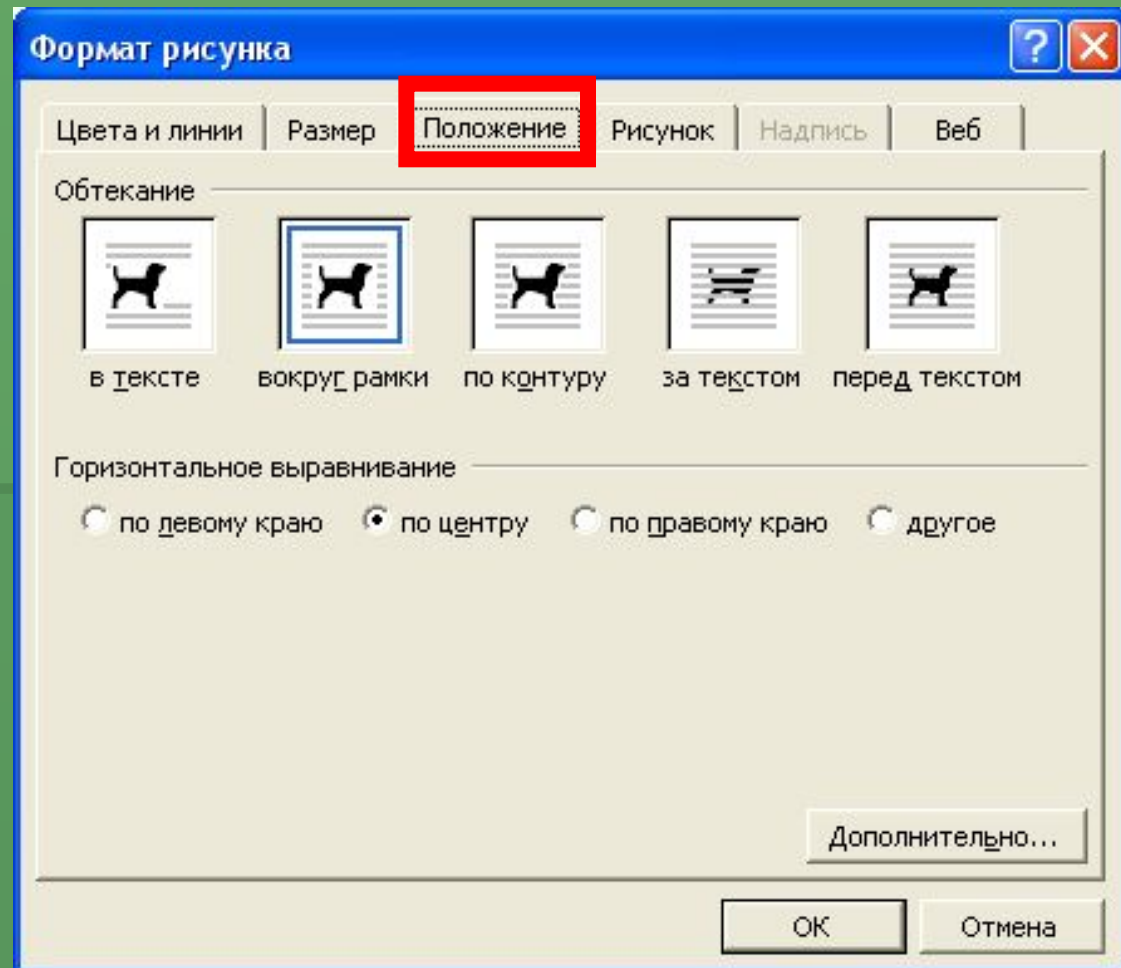 Формат рисунка
Цвета и линии Размер Положение Рисунок Надпись Веб
Обтекание
в тексте вокруг рамки по контуру за текстом перед текстом
Горизонтальное выравнивание
по левому краю по центру по правому краю другое
Дополнительно...
ОК Отмена